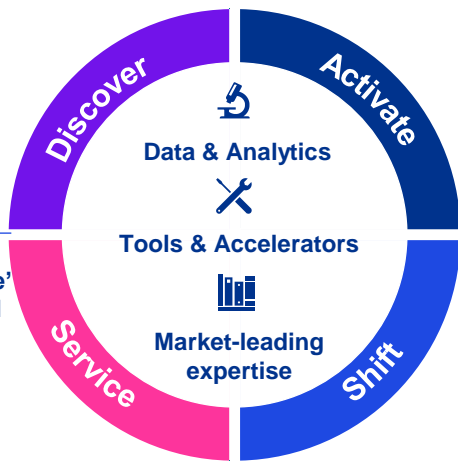 Discover
Activate
Data & Analytics
Tools & Accelerators
Market-leading
expertise
Service
Shift